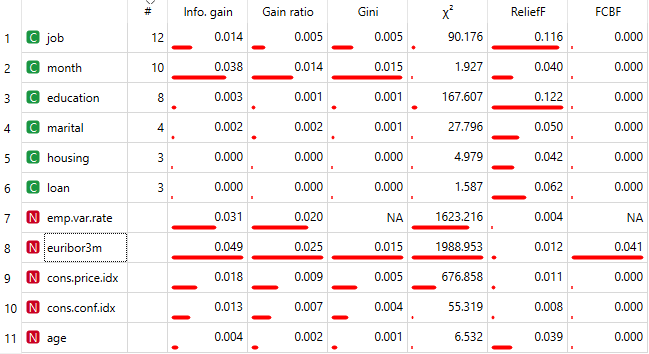 # Info. gain Gain ratio Gini χ² ReliefF FCBF
1 C job 12 0.014 0.005 0.005 90.176 0.116 0.000
2 C month 10 0.038 0.014 0.015 1.927 0.040 0.000
3 C education 8 0.003 0.001 0.001 167.607 0.122 0.000
4 C marital 4 0.002 0.002 0.001 27.796 0.050 0.000
5 C housing 3 0.000 0.000 0.000 4.979 0.042 0.000
6 C loan 3 0.000 0.000 0.000 1.587 0.062 0.000
7 N emp.var.rate 0.031 0.020 NA 1623.216 0.004 NA
8 N euribor3m 0.049 0.025 0.015 1988.953 0.012 0.041
9 N cons.price.idx 0.018 0.009 0.005 676.858 0.011 0.000
10 N cons.conf.idx 0.013 0.007 0.004 55.319 0.008 0.000
11 N age 0.004 0.002 0.001 6.532 0.039 0.000